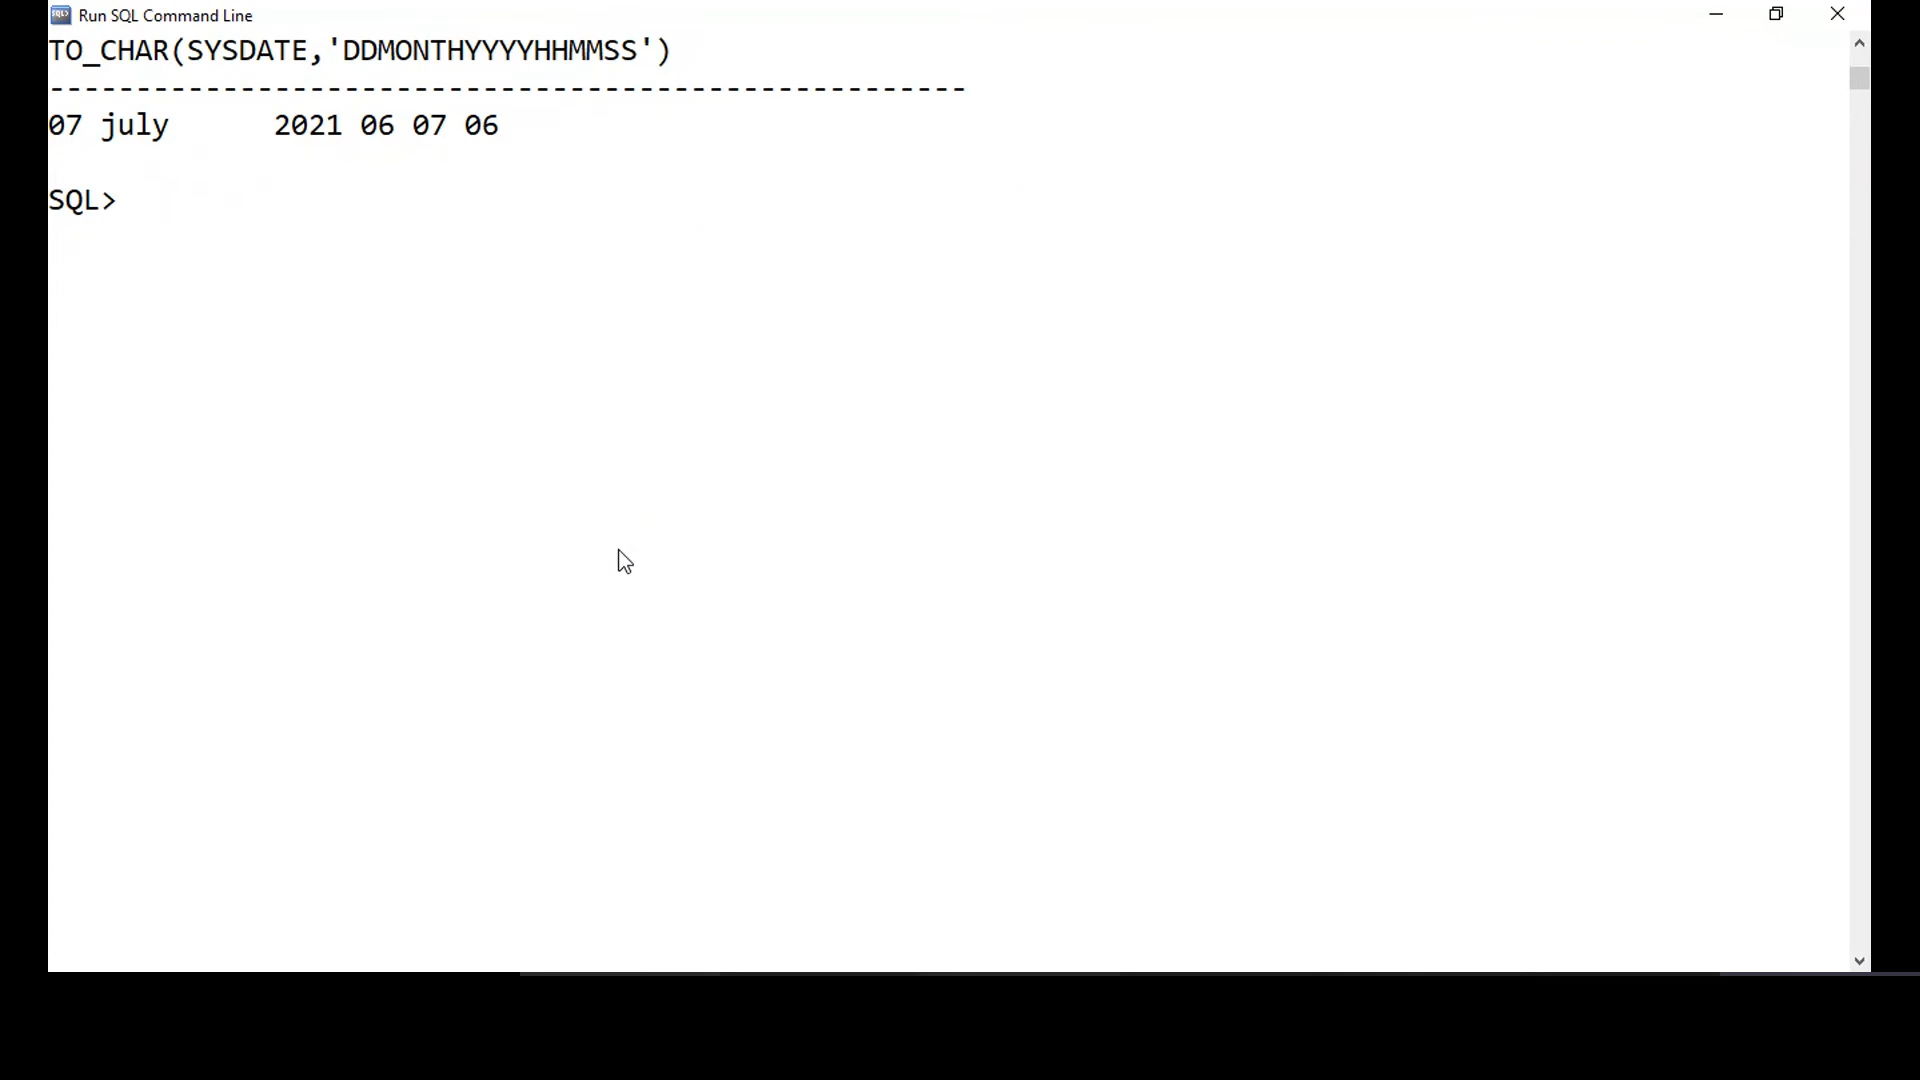 Run SQL Command Line
TO_CHAR(SYSDATE,'DDMONTHYYYYHHMMSS')
-----------------------------------------------------
07 july      2021 06 07 06
SQL>